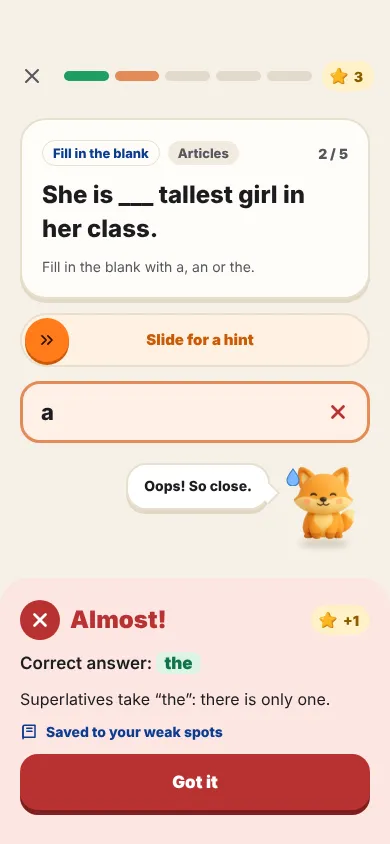 3
Fill in the blank
Articles
2 / 5
She is ___ tallest girl in
her class.
Fill in the blank with a, an or the.
Slide for a hint
a
Oops! So close.
Almost!
+1
Correct answer: the
Superlatives take “the”: there is only one.
Saved to your weak spots
Got it